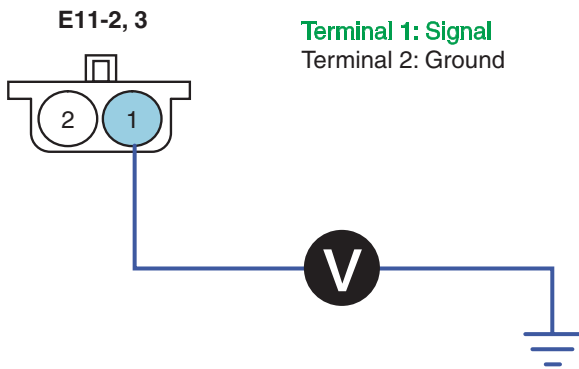 E11-2, 3
Terminal 1: Signal
Terminal 2: Ground
2
1
V